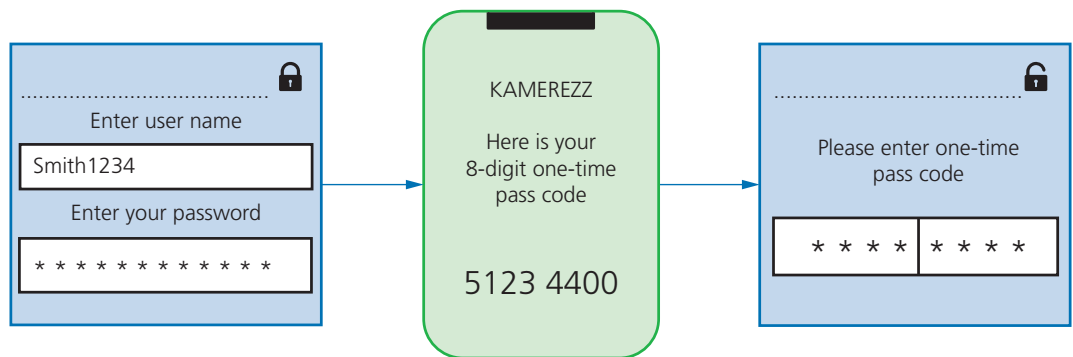 Enter user name
Smith1234
Enter your password
* * * * * * * * * * * *
KAMEREZZ
Here is your
8-digit one-time
pass code
5123 4400
Please enter one-time
pass code
* * * * * * * *